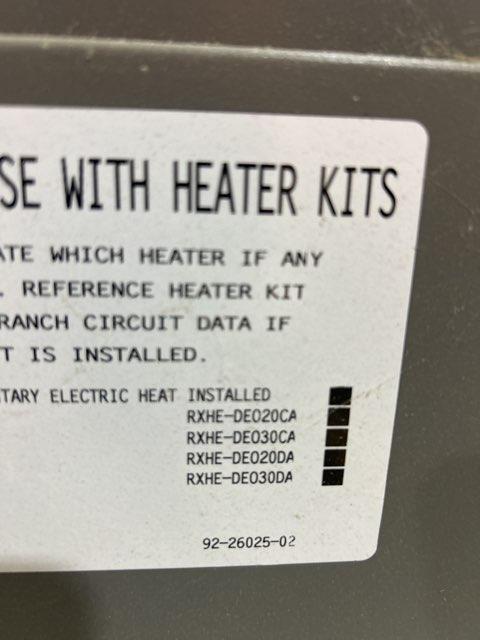 SE WITH HEATER KITS
ATE WHICH HEATER IF ANY
. REFERENCE HEATER KIT
RANCH CIRCUIT DATA IF
T IS INSTALLED.
TARY ELECTRIC HEAT INSTALLED
RXHE-DE020CA
RXHE-DE030CA
RXHE-DE020DA
RXHE-DE030DA
92-26025-02